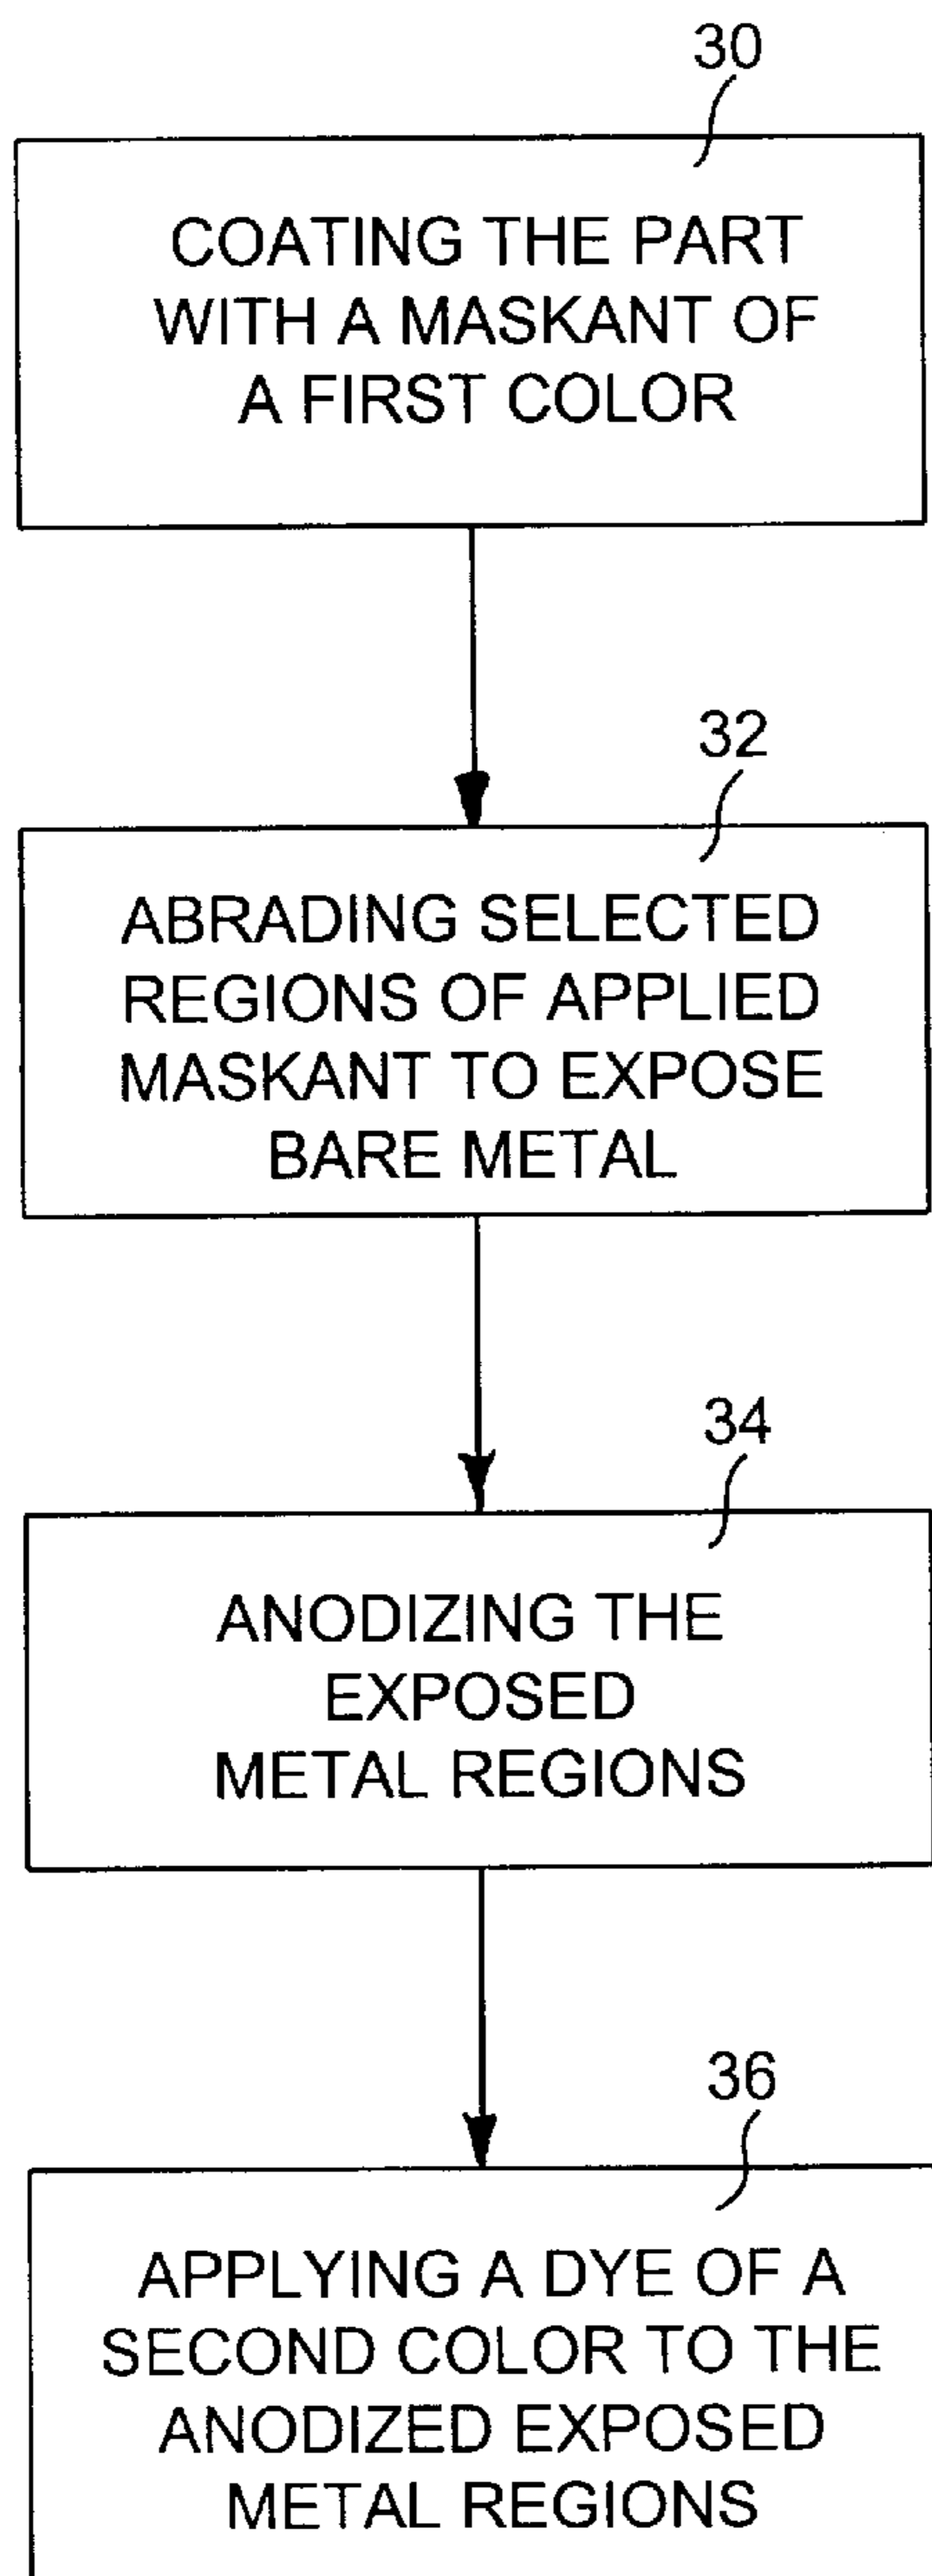 30
COATING THE PART
WITH A MASKANT OF
A FIRST COLOR
32
ABRADING SELECTED
REGIONS OF APPLIED
MASKANT TO EXPOSE
BARE METAL
34
ANODIZING THE
EXPOSED
METAL REGIONS
36
APPLYING A DYE OF A
SECOND COLOR TO THE
ANODIZED EXPOSED
METAL REGIONS